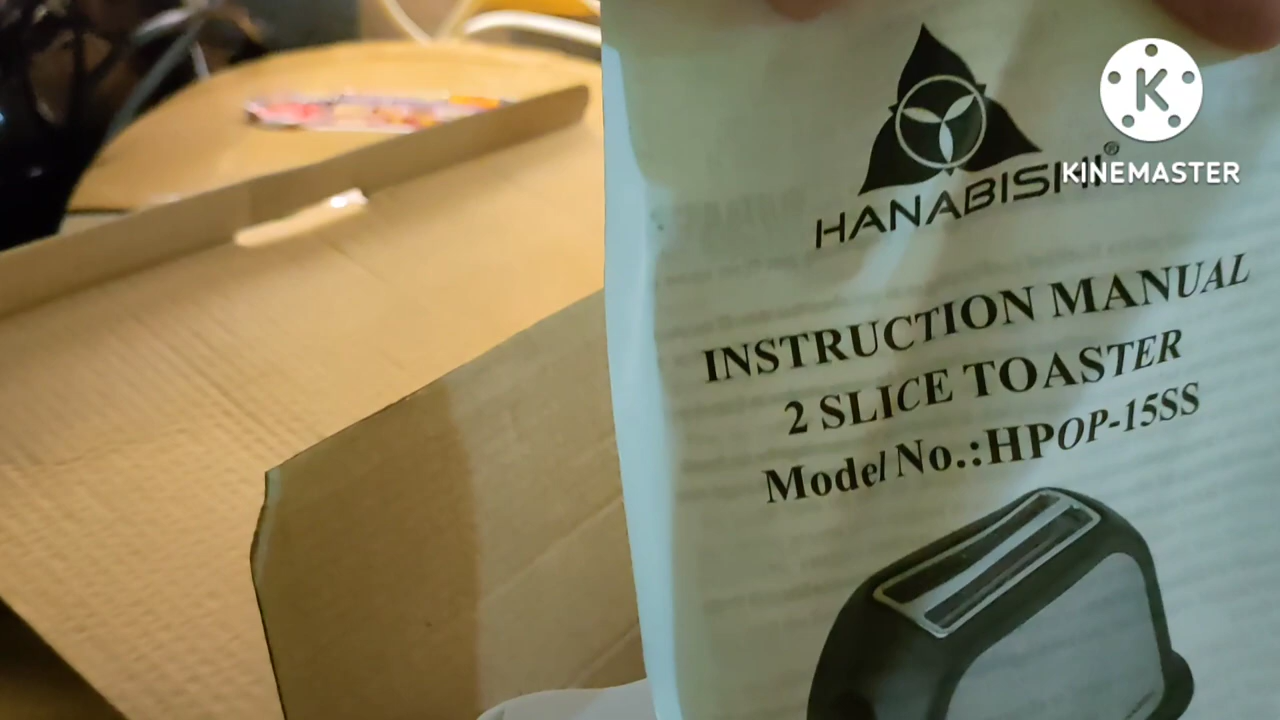 HANABISHI®
KINEMASTER
INSTRUCTION MANUAL
2 SLICE TOASTER
Model No.:HPOP-15SS